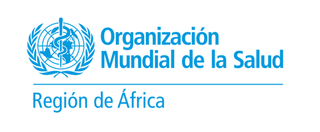 Organización
Mundial de la Salud
Región de África